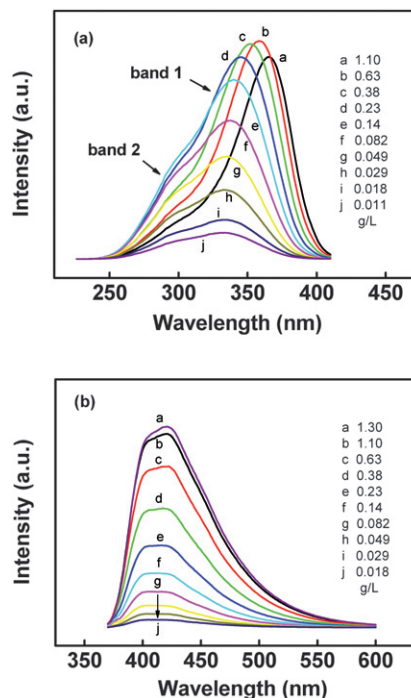 (a)
c
b
d
a
band 1
band 2
e
f
g
h
i
j
a 1.10
b 0.63
c 0.38
d 0.23
e 0.14
f 0.082
g 0.049
h 0.029
i 0.018
j 0.011
g/L
Intensity (a.u.)
250 300 350 400 450
Wavelength (nm)
(b)
a
b
c
d
e
f
g
j
a 1.30
b 1.10
c 0.63
d 0.38
e 0.23
f 0.14
g 0.082
h 0.049
i 0.029
j 0.018
g/L
Intensity (a.u.)
350 400 450 500 550 600
Wavelength (nm)